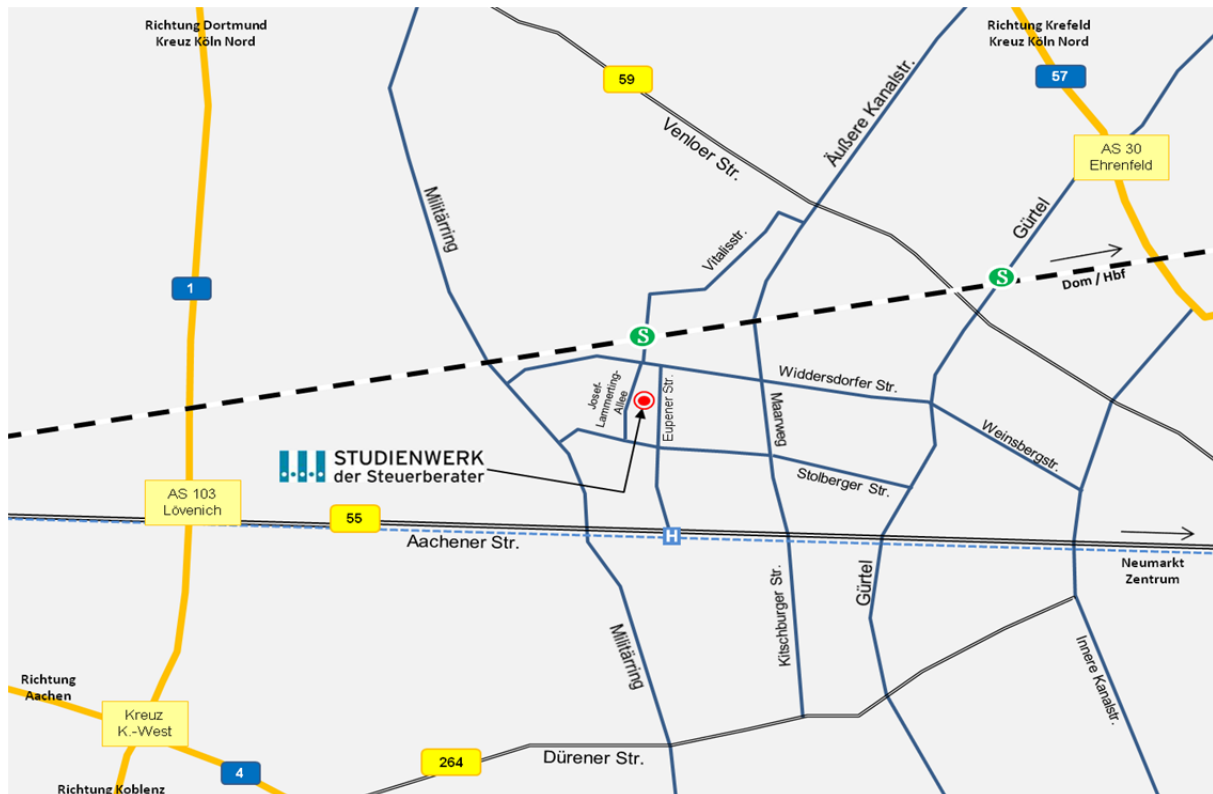 Richtung Dortmund
Kreuz Köln Nord
Richtung Krefeld
Kreuz Köln Nord
59
57
Venloer Str.
Äußere Kanalstr.
AS 30
Ehrenfeld
Militärring
Gürtel
Vitalisstr.
S
Dom / Hbf
1
S
Widdersdorfer Str.
Josef-
Lammerting-
Allee
Eupener Str.
Maarweg
Weinsbergstr.
STUDIENWERK
der Steuerberater
Stolberger Str.
AS 103
Lövenich
55
Aachener Str.
H
Neumarkt
Zentrum
Gürtel
Kitschburger Str.
Militärring
Innere Kanalstr.
Richtung
Aachen
Kreuz
K.-West
Dürener Str.
264
4
Richtung Koblenz